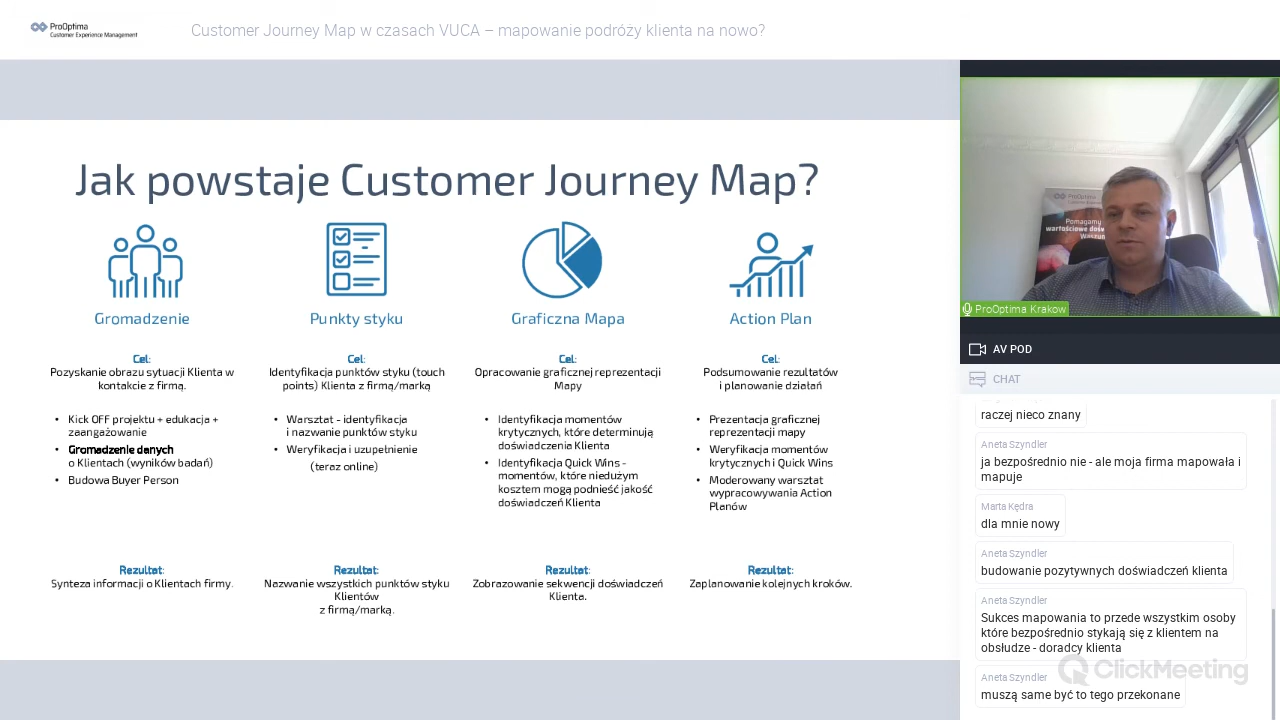 ProOptima
Customer Experience Management
Customer Journey Map w czasach VUCA – mapowanie podróży klienta na nowo?
Jak powstaje Customer Journey Map?
Gromadzenie
Cel:
Pozyskanie obrazu sytuacji Klienta w
kontakcie z firmą.
• Kick OFF projektu + edukacja +
zaangażowanie
• Gromadzenie danych
o Klientach (wyników badań)
• Budowa Buyer Person
Rezultat:
Synteza informacji o Klientach firmy.
Punkty styku
Cel:
Identyfikacja punktów styku (touch
points) Klienta z firmą/marką
• Warsztat - identyfikacja
i nazwanie punktów styku
• Weryfikacja i uzupełnienie
(teraz online)
Rezultat:
Nazwanie wszystkich punktów styku
Klientów
z firmą/marką.
Graficzna Mapa
Cel:
Opracowanie graficznej reprezentacji
Mapy
• Identyfikacja momentów
krytycznych, które determinują
doświadczenia Klienta
• Identyfikacja Quick Wins -
momentów, które niedużym
kosztem mogą podnieść jakość
doświadczeń Klienta
Rezultat:
Zobrazowanie sekwencji doświadczeń
Klienta.
Action Plan
Cel:
Podsumowanie rezultatów
i planowanie działań
• Prezentacja graficznej
reprezentacji mapy
• Weryfikacja momentów
krytycznych i Quick Wins
• Moderowany warsztat
wypracowywania Action
Planów
Rezultat:
Zaplanowanie kolejnych kroków.
ProOptima
Pomagamy
wartościowe
ProOptima Krakow
AV POD
CHAT
raczej nieco znany
Aneta Szyndler
ja bezpośrednio nie - ale moja firma mapowała i
mapuje
Marta Kędra
dla mnie nowy
Aneta Szyndler
budowanie pozytywnych doświadczeń klienta
Aneta Szyndler
Sukces mapowania to przede wszystkim osoby
które bezpośrednio stykają się z klientem na
obsłudze - doradcy klienta
Aneta Szyndler
muszą same być to tego przekonane
ClickMeeting